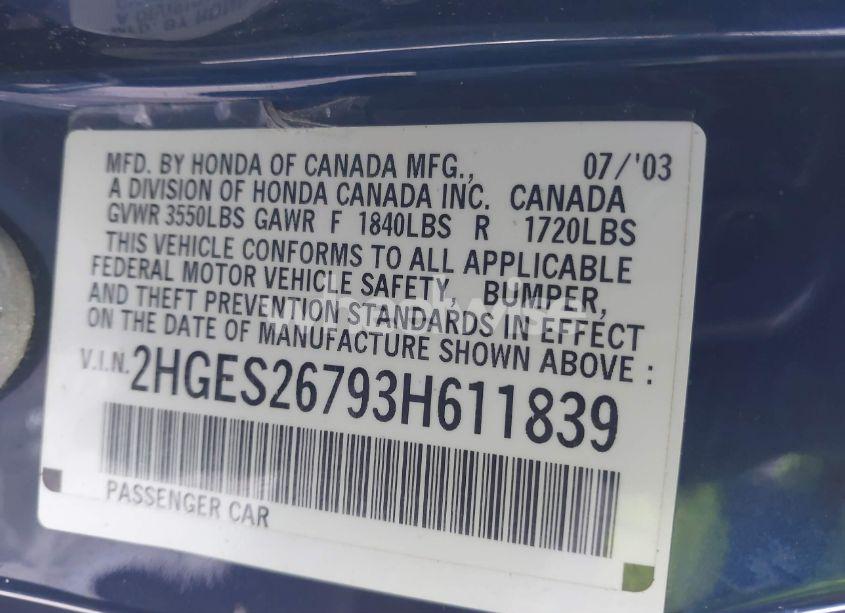 MFD. BY HONDA OF CANADA MFG., 07/'03
A DIVISION OF HONDA CANADA INC. CANADA
GVWR 3550LBS GAWR F 1840LBS R 1720LBS
THIS VEHICLE CONFORMS TO ALL APPLICABLE
FEDERAL MOTOR VEHICLE SAFETY, BUMPER,
AND THEFT PREVENTION STANDARDS IN EFFECT
ON THE DATE OF MANUFACTURE SHOWN ABOVE :
V.I.N. 2HGES26793H611839
PASSENGER CAR